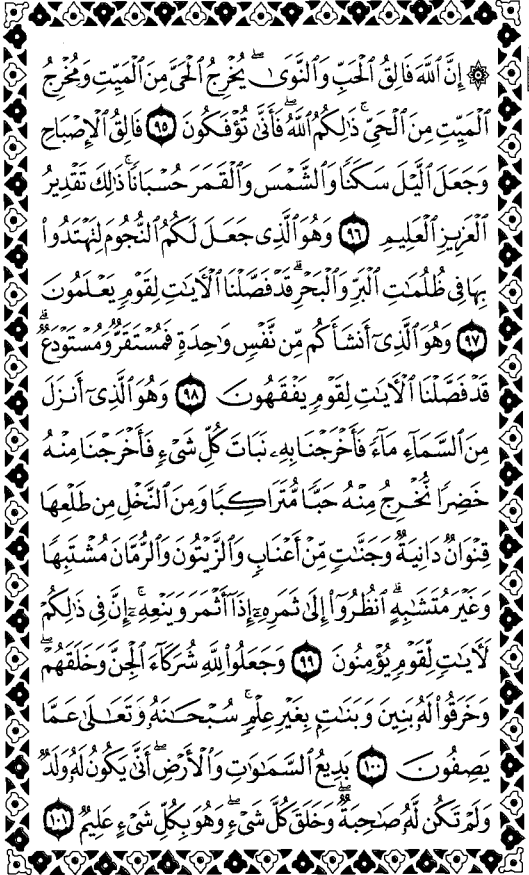 ۞ إِنَّ ٱللَّهَ فَالِقُ ٱلْحَبِّ وَٱلنَّوَىٰ ۖ يُخْرِجُ ٱلْحَىَّ مِنَ ٱلْمَيِّتِ وَمُخْرِجُ
ٱلْمَيِّتِ مِنَ ٱلْحَىِّ ۚ ذَٰلِكُمُ ٱللَّهُ ۖ فَأَنَّىٰ تُؤْفَكُونَ ٩٥ فَالِقُ ٱلْإِصْبَاحِ
وَجَعَلَ ٱلَّيْلَ سَكَنًا وَٱلشَّمْسَ وَٱلْقَمَرَ حُسْبَانًا ۚ ذَٰلِكَ تَقْدِيرُ
ٱلْعَزِيزِ ٱلْعَلِيمِ ٩٦ وَهُوَ ٱلَّذِى جَعَلَ لَكُمُ ٱلنُّجُومَ لِتَهْتَدُوا۟
بِهَا فِى ظُلُمَٰتِ ٱلْبَرِّ وَٱلْبَحْرِ ۗ قَدْ فَصَّلْنَا ٱلْءَايَٰتِ لِقَوْمٍ يَعْلَمُونَ
٩٧ وَهُوَ ٱلَّذِىٓ أَنشَأَكُم مِّن نَّفْسٍ وَٰحِدَةٍ فَمُسْتَقَرٌّ وَمُسْتَوْدَعٌ ۗ
قَدْ فَصَّلْنَا ٱلْءَايَٰتِ لِقَوْمٍ يَفْقَهُونَ ٩٨ وَهُوَ ٱلَّذِىٓ أَنزَلَ
مِنَ ٱلسَّمَآءِ مَآءً فَأَخْرَجْنَا بِهِۦ نَبَاتَ كُلِّ شَىْءٍ فَأَخْرَجْنَا مِنْهُ
خَضِرًا نُّخْرِجُ مِنْهُ حَبًّا مُّتَرَاكِبًا وَمِنَ ٱلنَّخْلِ مِن طَلْعِهَا
قِنْوَانٌ دَانِيَةٌ وَجَنَّٰتٍ مِّنْ أَعْنَابٍ وَٱلزَّيْتُونَ وَٱلرُّمَّانَ مُشْتَبِهًا
وَغَيْرَ مُتَشَٰبِهٍ ۗ ٱنظُرُوٓا۟ إِلَىٰ ثَمَرِهِۦٓ إِذَآ أَثْمَرَ وَيَنْعِهِۦٓ ۚ إِنَّ فِى ذَٰلِكُمْ
لَءَايَٰتٍ لِّقَوْمٍ يُؤْمِنُونَ ٩٩ وَجَعَلُوا۟ لِلَّهِ شُرَكَآءَ ٱلْجِنَّ وَخَلَقَهُمْ ۖ
وَخَرَقُوا۟ لَهُۥ بَنِينَ وَبَنَٰتٍۭ بِغَيْرِ عِلْمٍ ۚ سُبْحَٰنَهُۥ وَتَعَٰلَىٰ عَمَّا
يَصِفُونَ ١٠٠ بَدِيعُ ٱلسَّمَٰوَٰتِ وَٱلْأَرْضِ ۖ أَنَّىٰ يَكُونُ لَهُۥ وَلَدٌ
وَلَمْ تَكُن لَّهُۥ صَٰحِبَةٌ ۖ وَخَلَقَ كُلَّ شَىْءٍ ۖ وَهُوَ بِكُلِّ شَىْءٍ عَلِيمٌ ١٠١